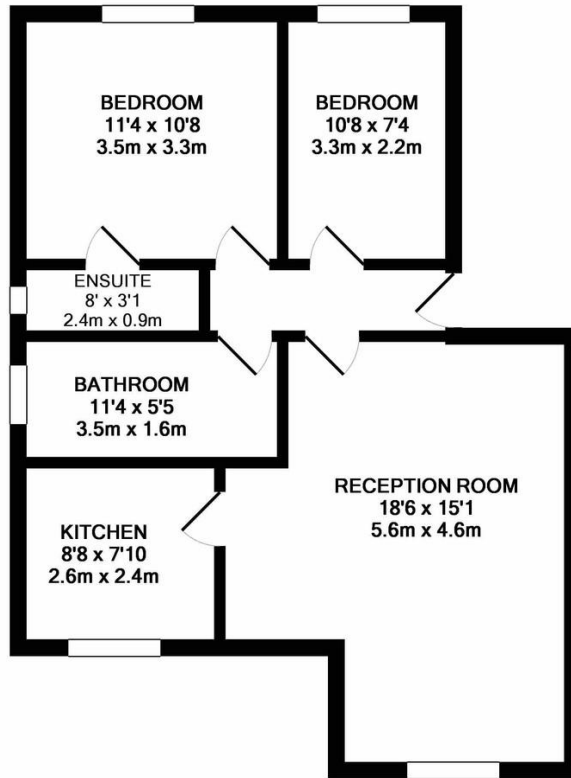 BEDROOM
11'4 x 10'8
3.5m x 3.3m
BEDROOM
10'8 x 7'4
3.3m x 2.2m
ENSUITE
8' x 3'1
2.4m x 0.9m
BATHROOM
11'4 x 5'5
3.5m x 1.6m
RECEPTION ROOM
18'6 x 15'1
5.6m x 4.6m
KITCHEN
8'8 x 7'10
2.6m x 2.4m